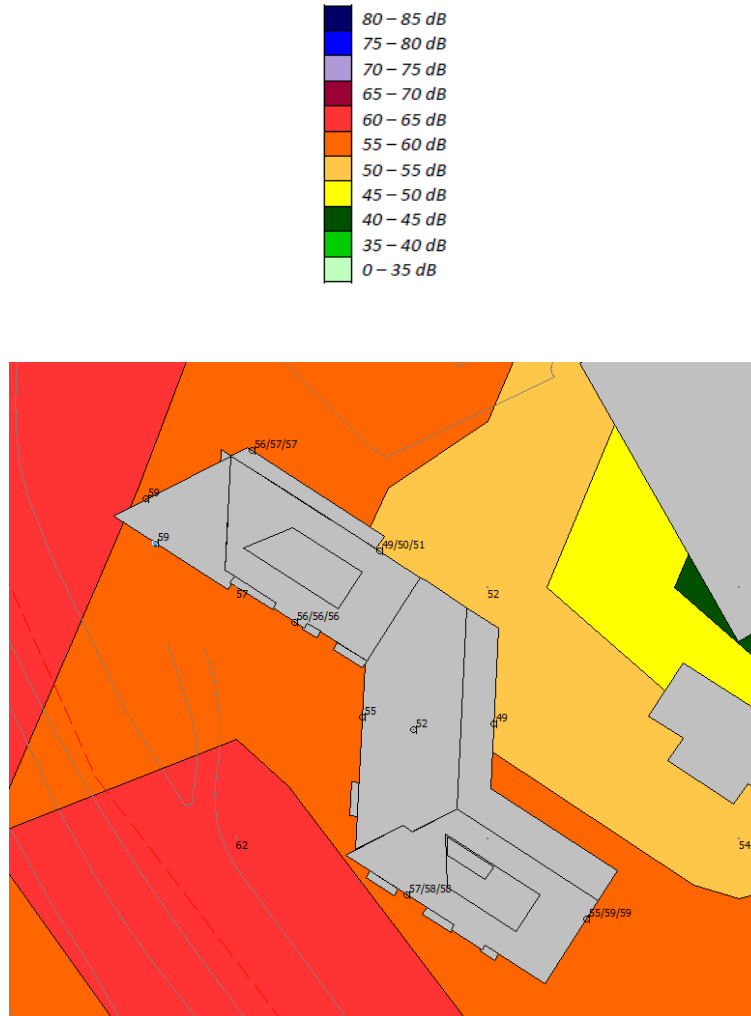 80 – 85 dB
75 – 80 dB
70 – 75 dB
65 – 70 dB
60 – 65 dB
55 – 60 dB
50 – 55 dB
45 – 50 dB
40 – 45 dB
35 – 40 dB
0 – 35 dB
56/57/57
59
59
49/50/51
57
52
56/56/56
55
52
49
62
54
57/58/58
55/59/59